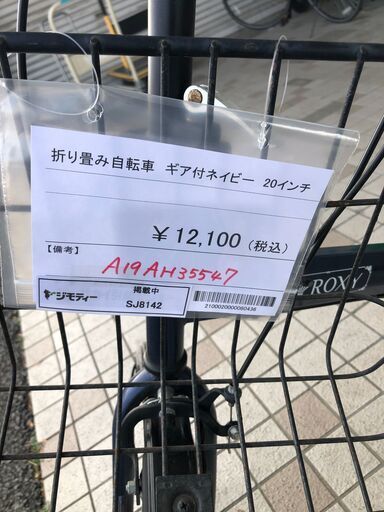 折り畳み自転車 ギア付ネイビー 20インチ
￥12,100（税込）
【備考】
A19AH35547
ジモティー
掲載中
SJ8142
2100020000060436
ROXY